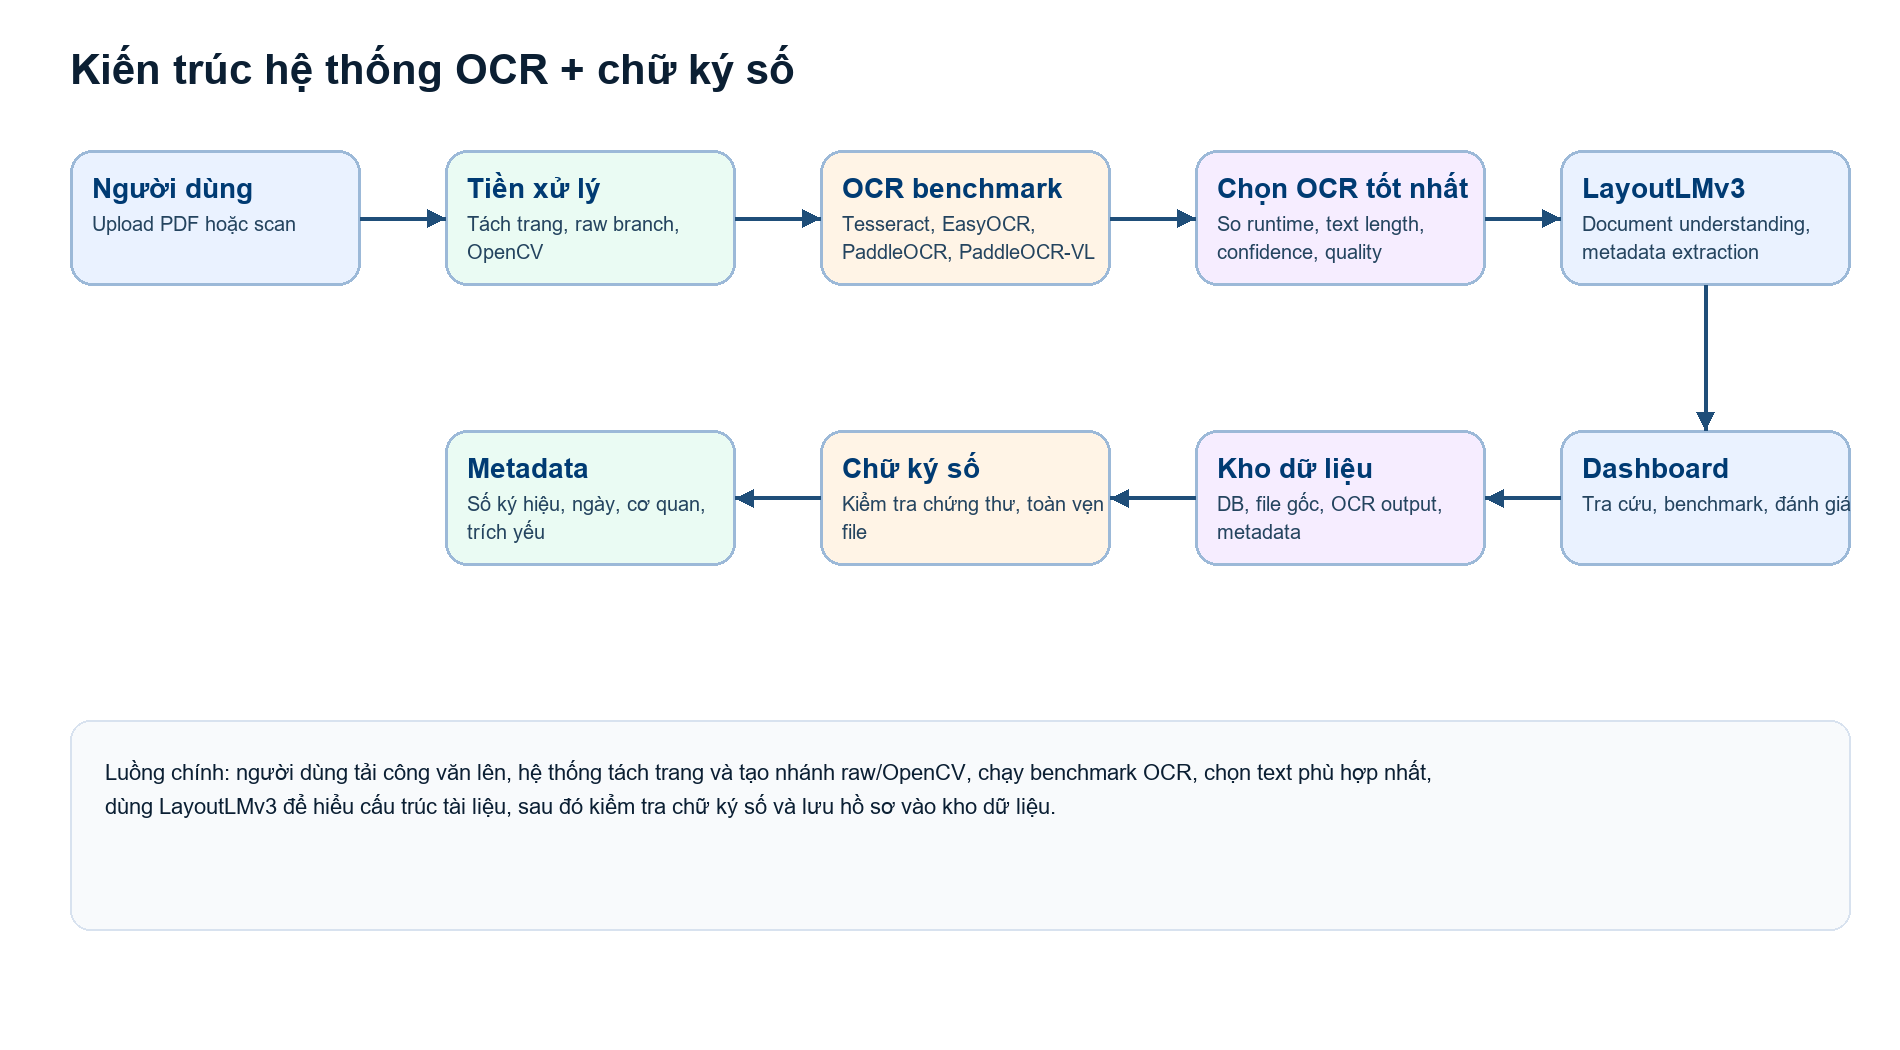 Kiến trúc hệ thống OCR + chữ ký số
Người dùng
Upload PDF hoặc scan
Tiền xử lý
Tách trang, raw branch,
OpenCV
OCR benchmark
Tesseract, EasyOCR,
PaddleOCR, PaddleOCR-VL
Chọn OCR tốt nhất
So runtime, text length,
confidence, quality
LayoutLMv3
Document understanding,
metadata extraction
Metadata
Số ký hiệu, ngày, cơ quan,
trích yếu
Chữ ký số
Kiểm tra chứng thư, toàn vẹn
file
Kho dữ liệu
DB, file gốc, OCR output,
metadata
Dashboard
Tra cứu, benchmark, đánh giá
Luồng chính: người dùng tải công văn lên, hệ thống tách trang và tạo nhánh raw/OpenCV, chạy benchmark OCR, chọn text phù hợp nhất,
dùng LayoutLMv3 để hiểu cấu trúc tài liệu, sau đó kiểm tra chữ ký số và lưu hồ sơ vào kho dữ liệu.